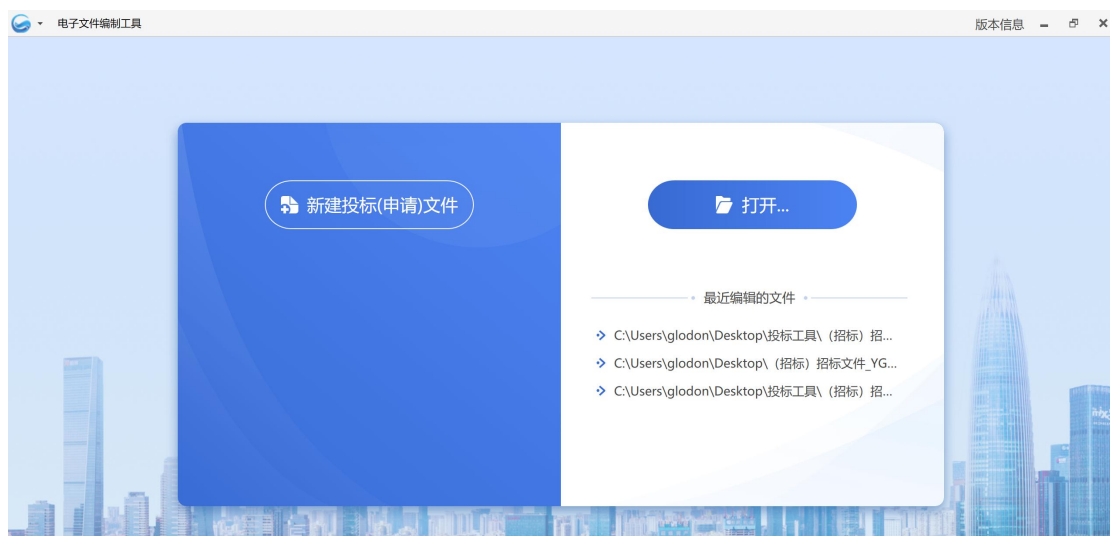 电子文件编制工具
版本信息
新建投标(申请)文件
打开...
最近编辑的文件
C:\Users\glodon\Desktop\投标工具\（招标）招...
C:\Users\glodon\Desktop\（招标）招标文件_YG...
C:\Users\glodon\Desktop\投标工具\（招标）招...